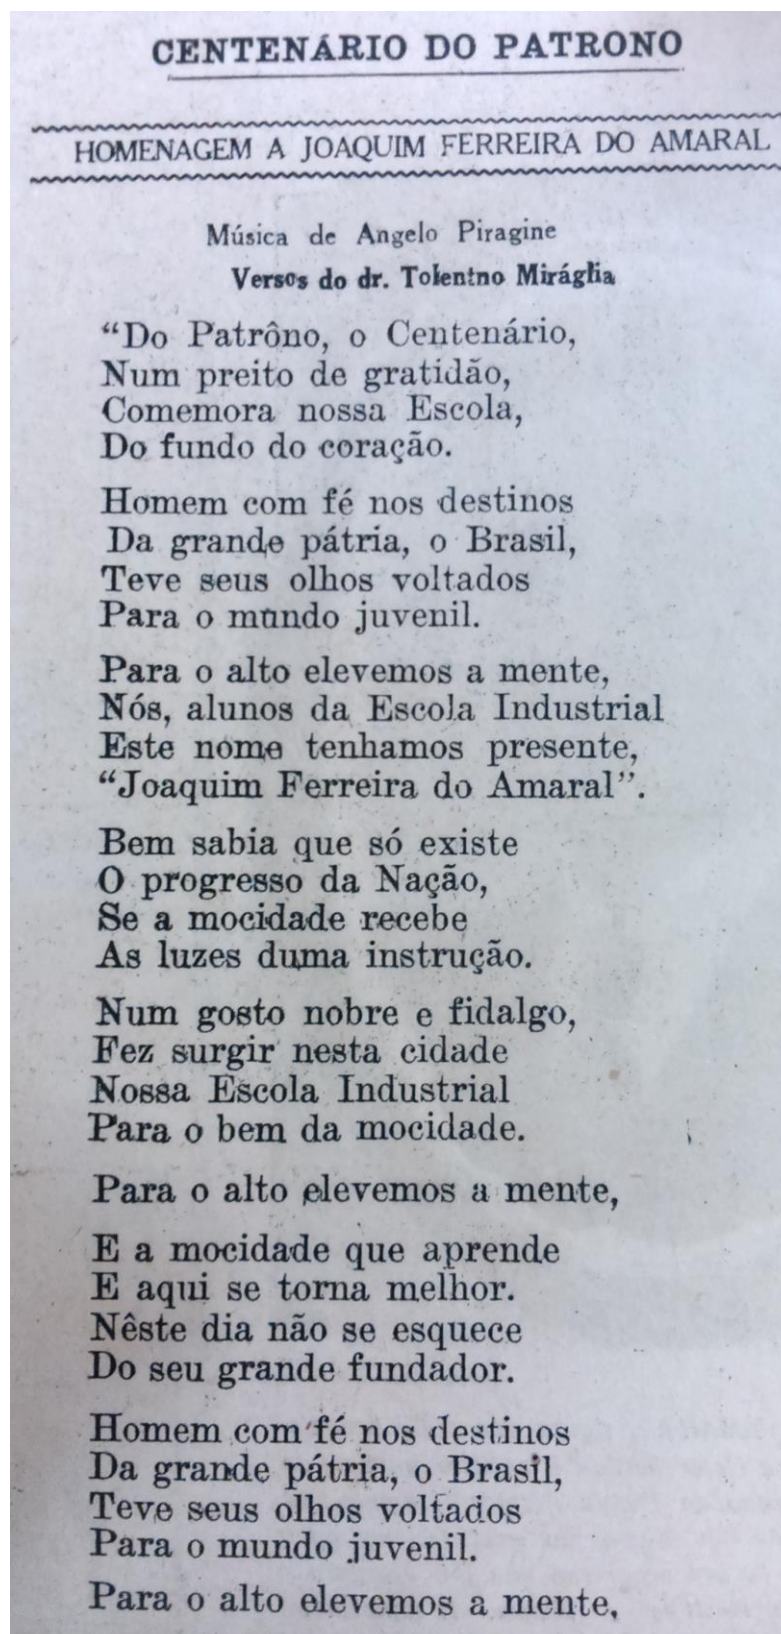 CENTENÁRIO DO PATRONO
HOMENAGEM A JOAQUIM FERREIRA DO AMARAL
Música de Angelo Piragine
Versos do dr. Tolentno Miráglia
“Do Patrôno, o Centenário,
Num preito de gratidão,
Comemora nossa Escola,
Do fundo do coração.
Homem com fé nos destinos
Da grande pátria, o Brasil,
Teve seus olhos voltados
Para o mundo juvenil.
Para o alto elevemos a mente,
Nós, alunos da Escola Industrial
Este nome tenhamos presente,
“Joaquim Ferreira do Amaral”.
Bem sabia que só existe
O progresso da Nação,
Se a mocidade recebe
As luzes duma instrução.
Num gosto nobre e fidalgo,
Fez surgir nesta cidade
Nossa Escola Industrial
Para o bem da mocidade.
Para o alto elevemos a mente,
E a mocidade que aprende
E aqui se torna melhor.
Nêste dia não se esquece
Do seu grande fundador.
Homem com fé nos destinos
Da grande pátria, o Brasil,
Teve seus olhos voltados
Para o mundo juvenil.
Para o alto elevemos a mente,